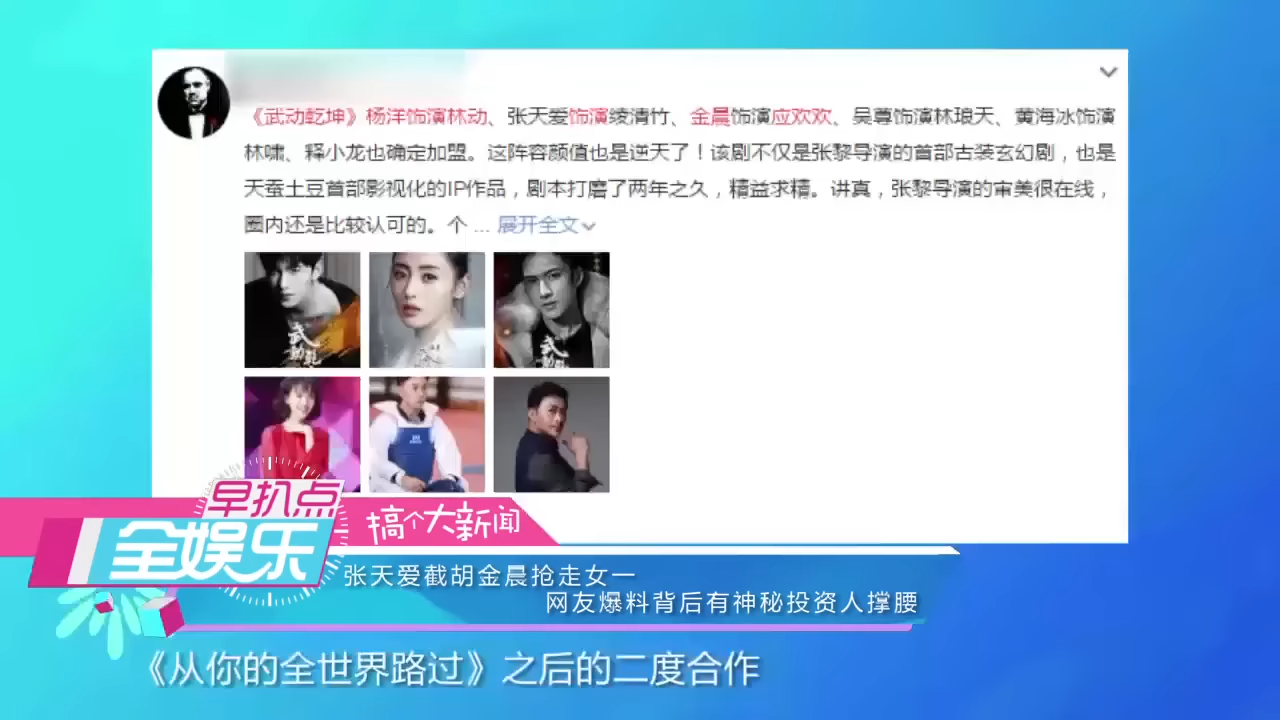 《武动乾坤》杨洋饰演林动、张天爱饰演绫清竹、金晨饰演应欢欢、吴尊饰演林琅天、黄海冰饰演
林啸、释小龙也确定加盟。这阵容颜值也是逆天了！该剧不仅是张黎导演的首部古装玄幻剧，也是
天蚕土豆首部影视化的IP作品，剧本打磨了两年之久，精益求精。讲真，张黎导演的审美很在线，
圈内还是比较认可的。个 ... 展开全文
武动乾
武
早扒点
全娱乐
搞个大新闻
张天爱截胡金晨抢走女一
网友爆料背后有神秘投资人撑腰
《从你的全世界路过》之后的二度合作